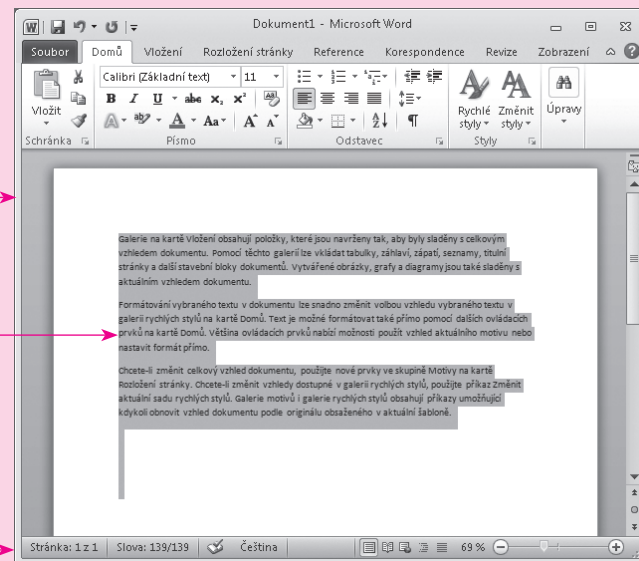 Dokument1 - Microsoft Word
Soubor Domů Vložení Rozložení stránky Reference Korespondence Revize Zobrazení
Calibri (Základní text) 11
B I U abc x₂ x²
Aa A A
Vložit
Rychlé styly
Změnit styly
Úpravy
Schránka Písmo Odstavec Styly
Galerie na kartě Vložení obsahují položky, které jsou navrženy tak, aby byly sladěny s celkovým
vzhledem dokumentu. Pomocí těchto galerií lze vkládat tabulky, záhlaví, zápatí, seznamy, titulní
stránky a další stavební bloky dokumentů. Vytvářené obrázky, grafy a diagramy jsou také sladěny s
aktuálním vzhledem dokumentu.
Formátování vybraného textu v dokumentu lze snadno změnit volbou vzhledu vybraného textu v
galerii rychlých stylů na kartě Domů. Text je možné formátovat také přímo pomocí dalších ovládacích
prvků na kartě Domů. Většina ovládacích prvků nabízí možnosti použít vzhled aktuálního motivu nebo
nastavit formát přímo.
Chcete-li změnit celkový vzhled dokumentu, použijte nové prvky ve skupině Motivy na kartě
Rozložení stránky. Chcete-li změnit vzhledy dostupné v galerii rychlých stylů, použijte příkaz Změnit
aktuální sadu rychlých stylů. Galerie motivů i galerie rychlých stylů obsahují příkazy umožňující
kdykoli obnovit vzhled dokumentu podle originálu obsaženého v aktuální šabloně.
Stránka: 1 z 1 Slova: 139/139 Čeština 69 %